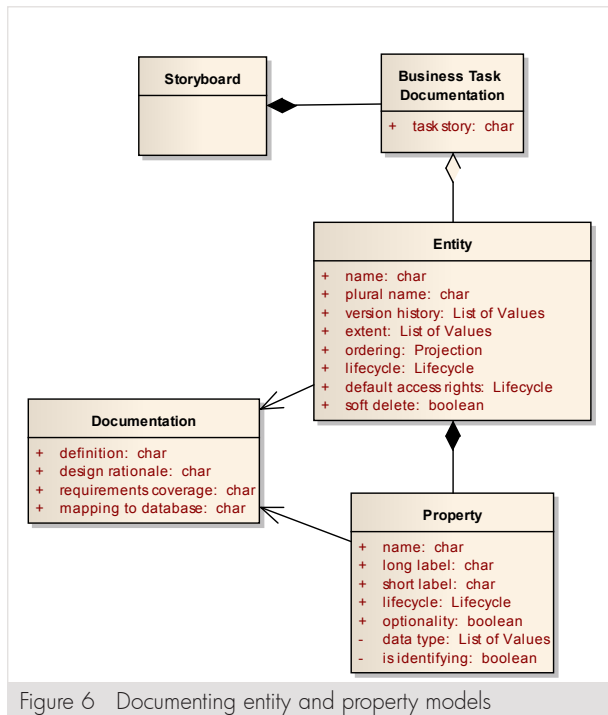 Storyboard
Business Task
Documentation
+ task story: char
Entity
+ name: char
+ plural name: char
+ version history: List of Values
+ extent: List of Values
+ ordering: Projection
+ lifecycle: Lifecycle
+ default access rights: Lifecycle
+ soft delete: boolean
Documentation
+ definition: char
+ design rationale: char
+ requirements coverage: char
+ mapping to database: char
Property
+ name: char
+ long label: char
+ short label: char
+ lifecycle: Lifecycle
+ optionality: boolean
- data type: List of Values
- is identifying: boolean
Figure 6 Documenting entity and property models